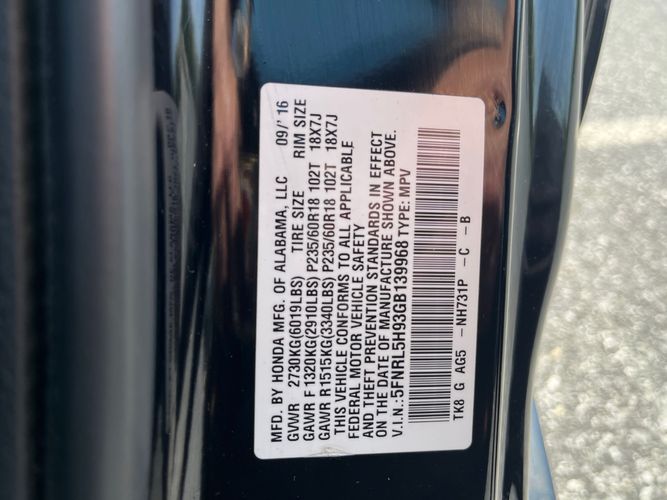 MFD. BY HONDA MFG. OF ALABAMA, LLC 09/'16
GVWR 2730KG(6019LBS) TIRE SIZE RIM SIZE
GAWR F 1320KG(2910LBS) P235/60R18 102T 18X7J
GAWR R1515KG(3340LBS) P235/60R18 102T 18X7J
THIS VEHICLE CONFORMS TO ALL APPLICABLE
FEDERAL MOTOR VEHICLE SAFETY
AND THEFT PREVENTION STANDARDS IN EFFECT
ON THE DATE OF MANUFACTURE SHOWN ABOVE.
V.I.N.: 5FNRL5H93GB139968 TYPE: MPV
TK8 G AG5 -NH731P - C - B